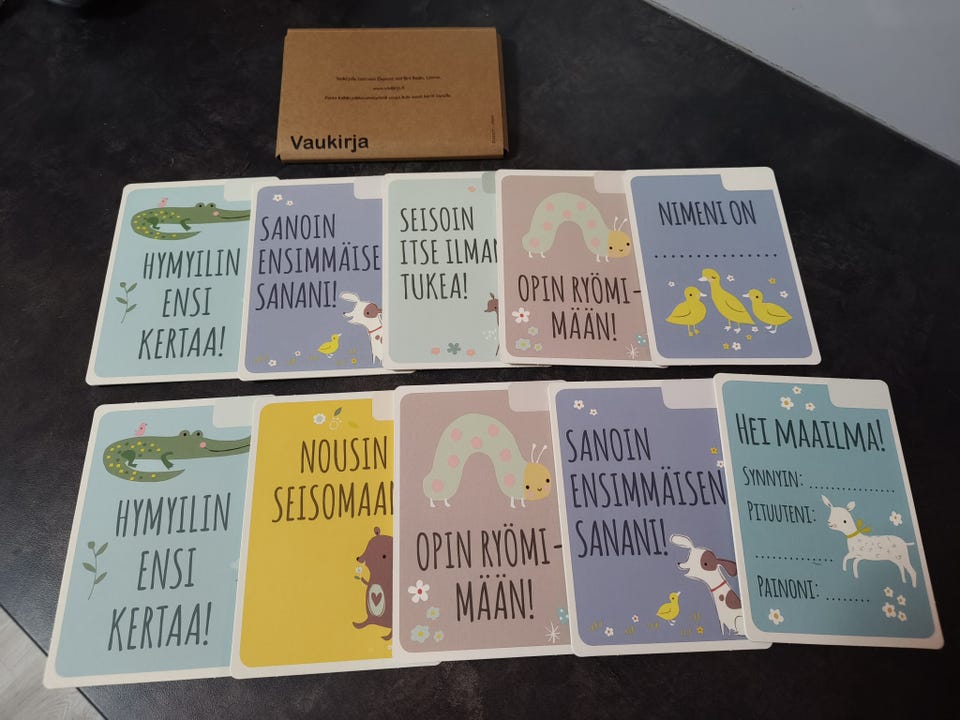 Vaukirja
HYMYILIN
ENSI
KERTAA!
SANOIN
ENSIMMÄISE
SANANI!
SEISOIN
ITSE ILMAN
TUKEA!
OPIN RYÖMI-
MÄÄN!
NIMENI ON
...............
HYMYILIN
ENSI
KERTAA!
NOUSIN
SEISOMAAN
OPIN RYÖMI-
MÄÄN!
SANOIN
ENSIMMÄISEN
SANANI!
HEI MAAILMA!
SYNNYIN: ..............
PITUUTENI:
............
PAINONI: ........